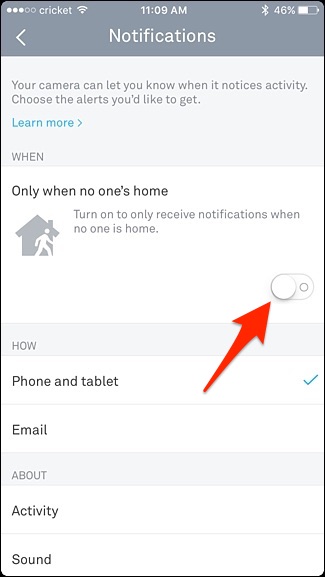 cricket 11:09 AM 46%
Notifications
Your camera can let you know when it notices activity.
Choose the alerts you'd like to get.
Learn more >
WHEN
Only when no one's home
Turn on to only receive notifications when
no one is home.
HOW
Phone and tablet
Email
ABOUT
Activity
Sound